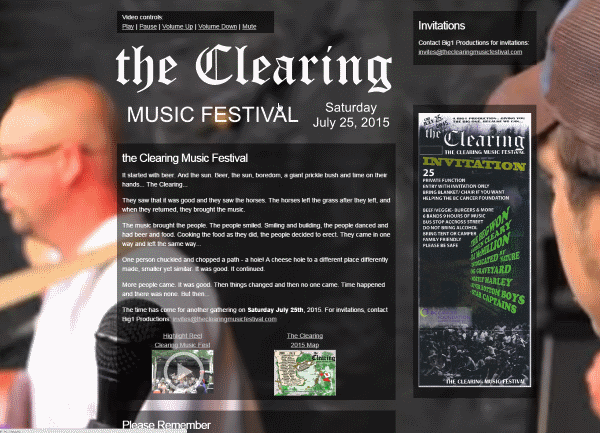 Video controls:
Play | Pause | Volume Up | Volume Down | Mute
the Clearing
MUSIC FESTIVAL
Saturday
July 25, 2015
the Clearing Music Festival
It started with beer. And the sun. Beer, the sun, boredom, a giant prickle bush and time on their
hands... The Clearing...
They saw that it was good and they saw the horses. The horses left the grass after they left, and
when they returned, they brought the music.
The music brought the people. The people smiled. Smiling and building, the people danced and
had beer and food. Cooking the food as they did, the people decided to erect. They came in one
way and left the same way...
One person chucked and chopped a path - a hole! A cheese hole to a different place differently
made, smaller yet similar. It was good. It continued.
More people came. It was good. Then things changed and then no one came. Time happened
and there was none. But then...
The time has come for another gathering on Saturday July 25th, 2015. For invitations, contact
Big1 Productions: invites@theclearingmusicfestival.com
Highlight Reel
Clearing Music Fest
The Clearing
2015 Map
Please Remember
Invitations
Contact Big1 Productions for invitations:
invites@theclearingmusicfestival.com
the Clearing
THE CLEARING MUSIC FESTIVAL
INVITATION
25
PRIVATE FUNCTION
ENTRY WITH INVITATION ONLY
BRING BLANKET/ CHAIR IF YOU WANT
HELPING THE BC CANCER FOUNDATION
BEEF/VEGGIE- BURGERS & MORE
6 BANDS 9 HOURS OF MUSIC
BUS STOP ACCROSS STREET
DO NOT BRING ALCOHOL
BRING TENT OR CAMPER
FAMILY FRIENDLY
PLEASE BE SAFE
THE CLEARING MUSIC FESTIVAL